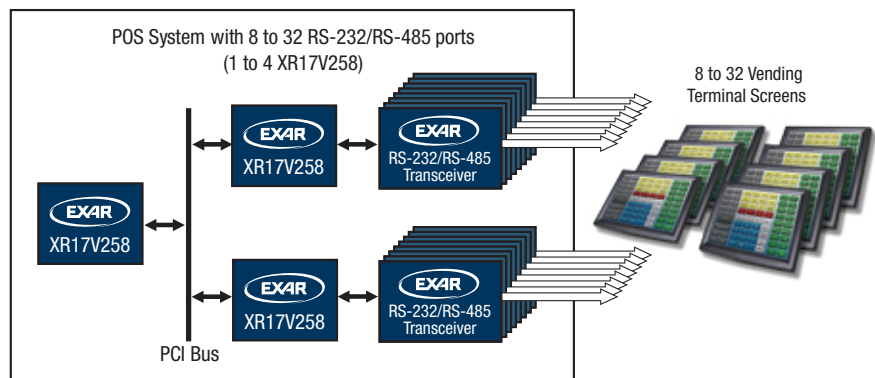 POS System with 8 to 32 RS-232/RS-485 ports
(1 to 4 XR17V258)
8 to 32 Vending
Terminal Screens
EXAR
XR17V258
EXAR
RS-232/RS-485
Transceiver
EXAR
XR17V258
EXAR
XR17V258
EXAR
RS-232/RS-485
Transceiver
PCI Bus